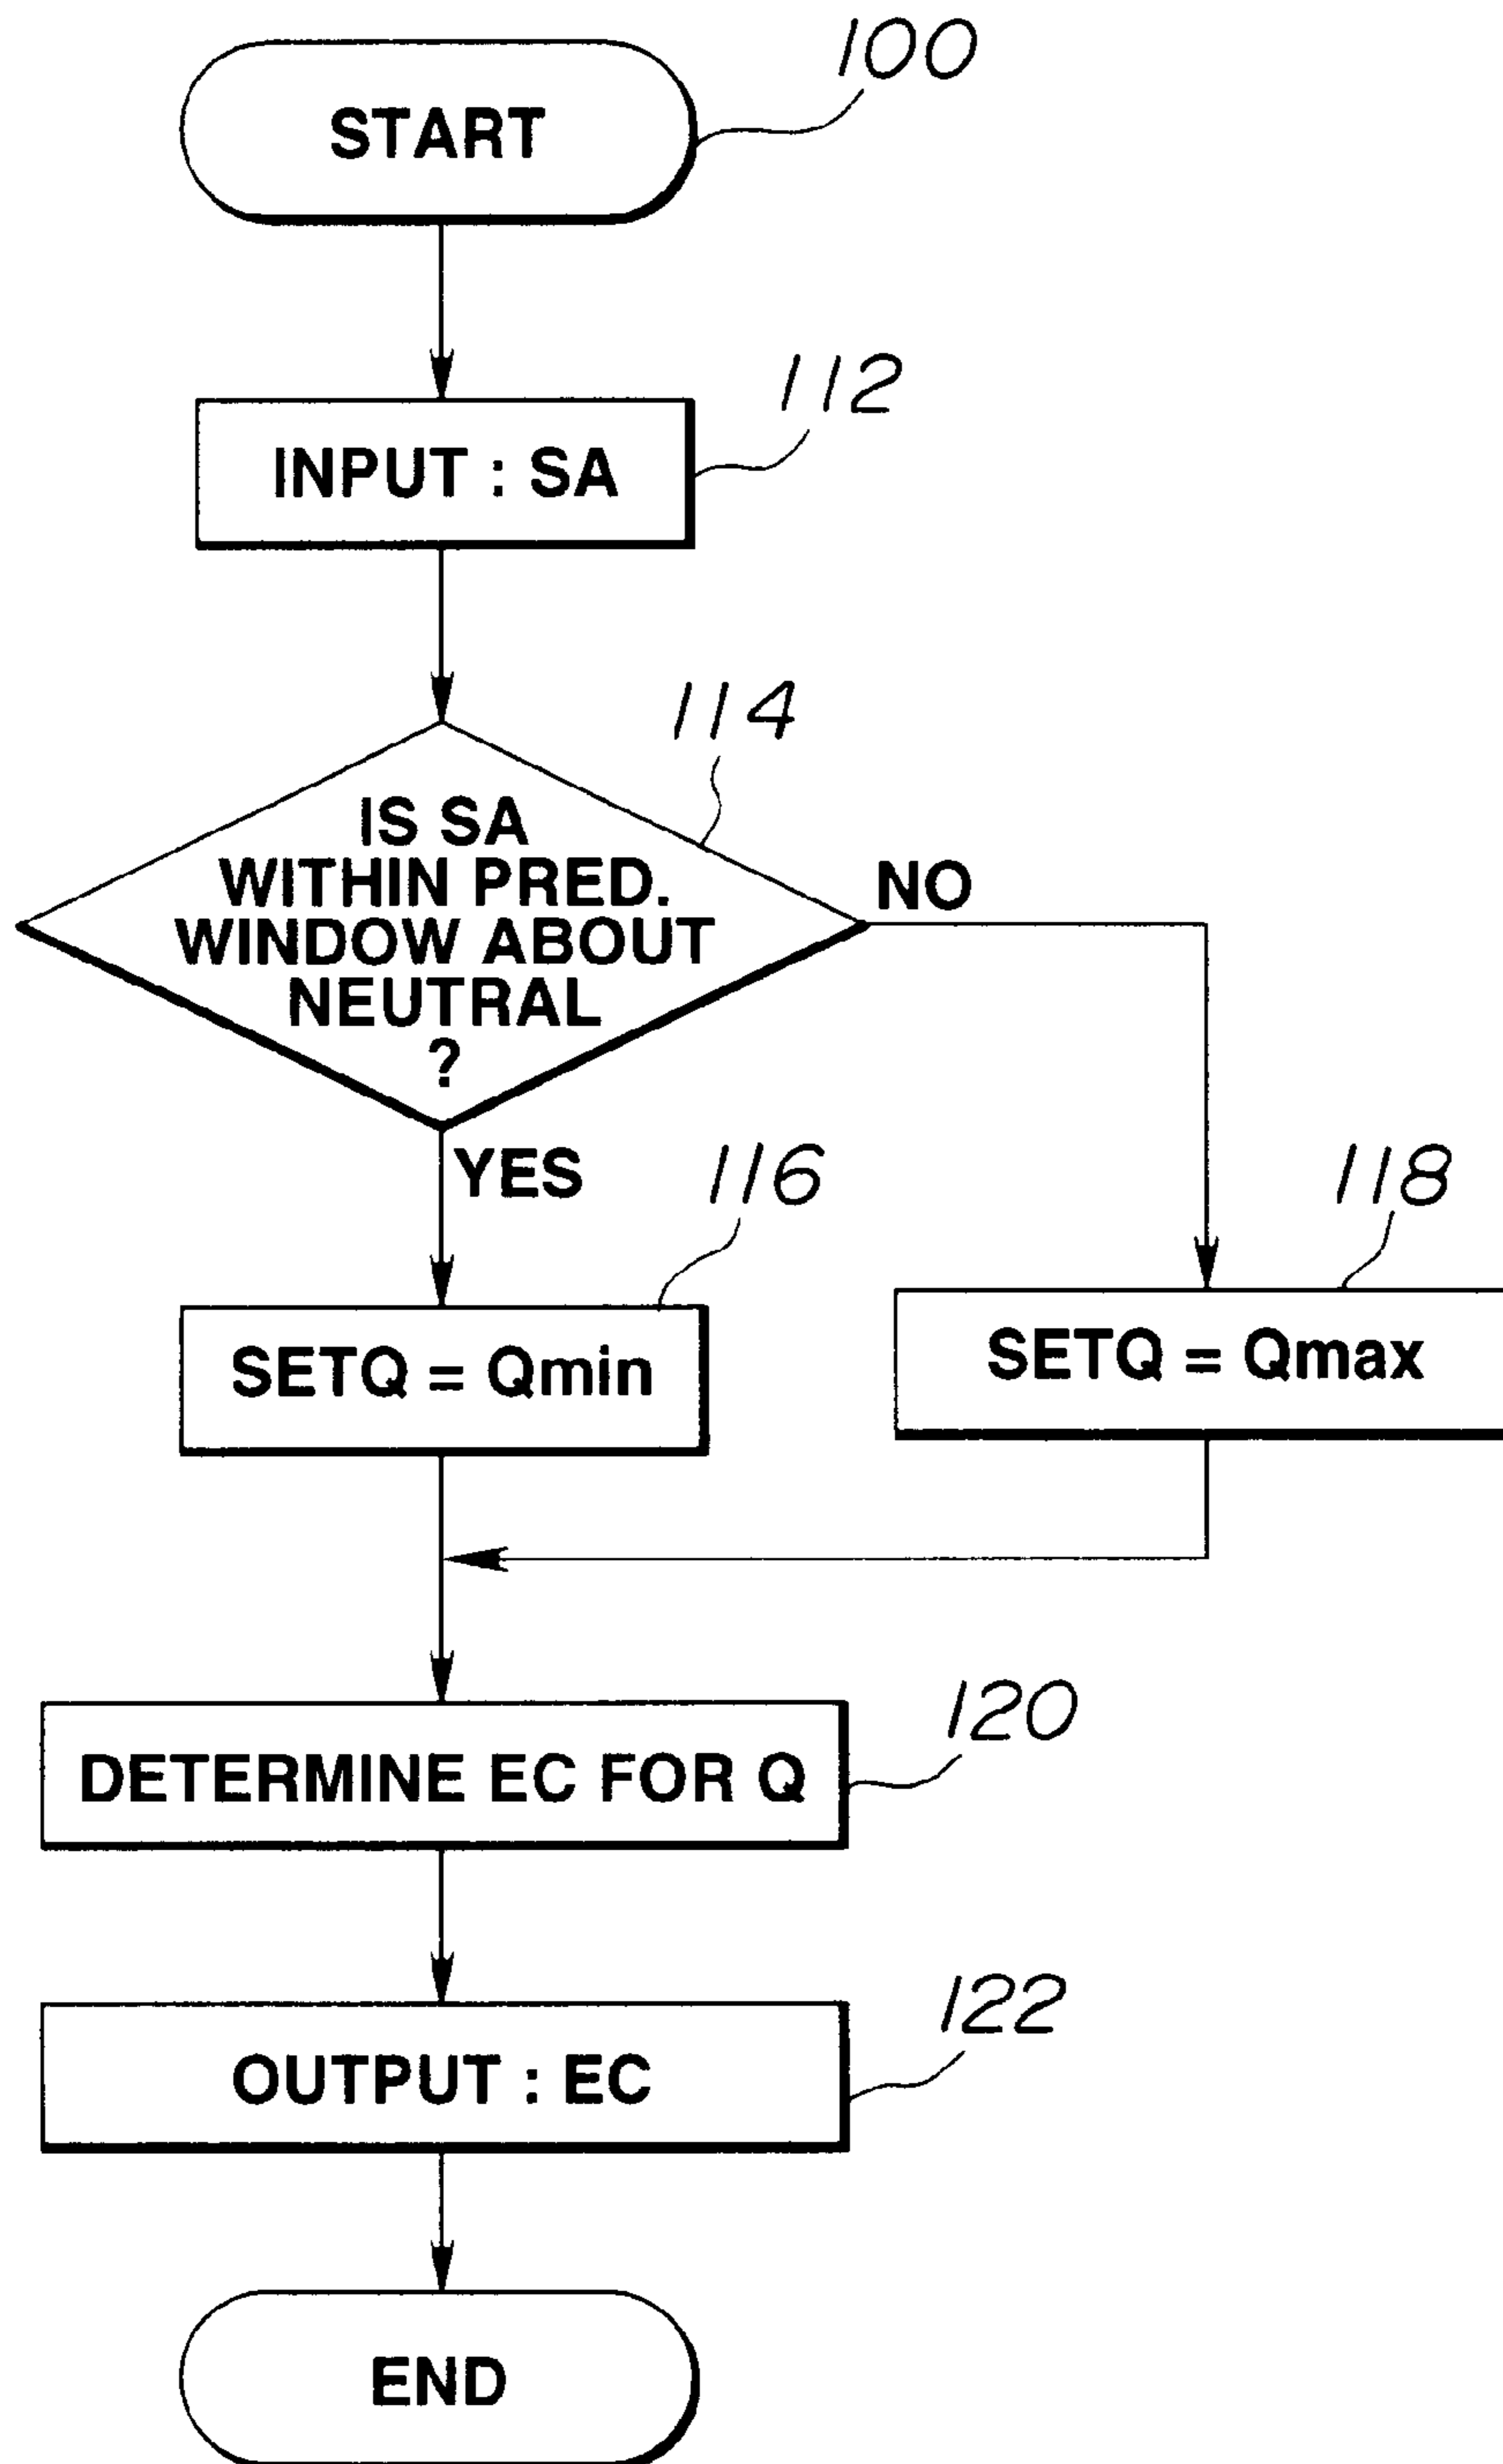 100
START
112
INPUT : SA
114
IS SA
WITHIN PRED.
WINDOW ABOUT
NEUTRAL
?
NO
YES
116
118
SETQ = Qmin
SETQ = Qmax
120
DETERMINE EC FOR Q
122
OUTPUT : EC
END